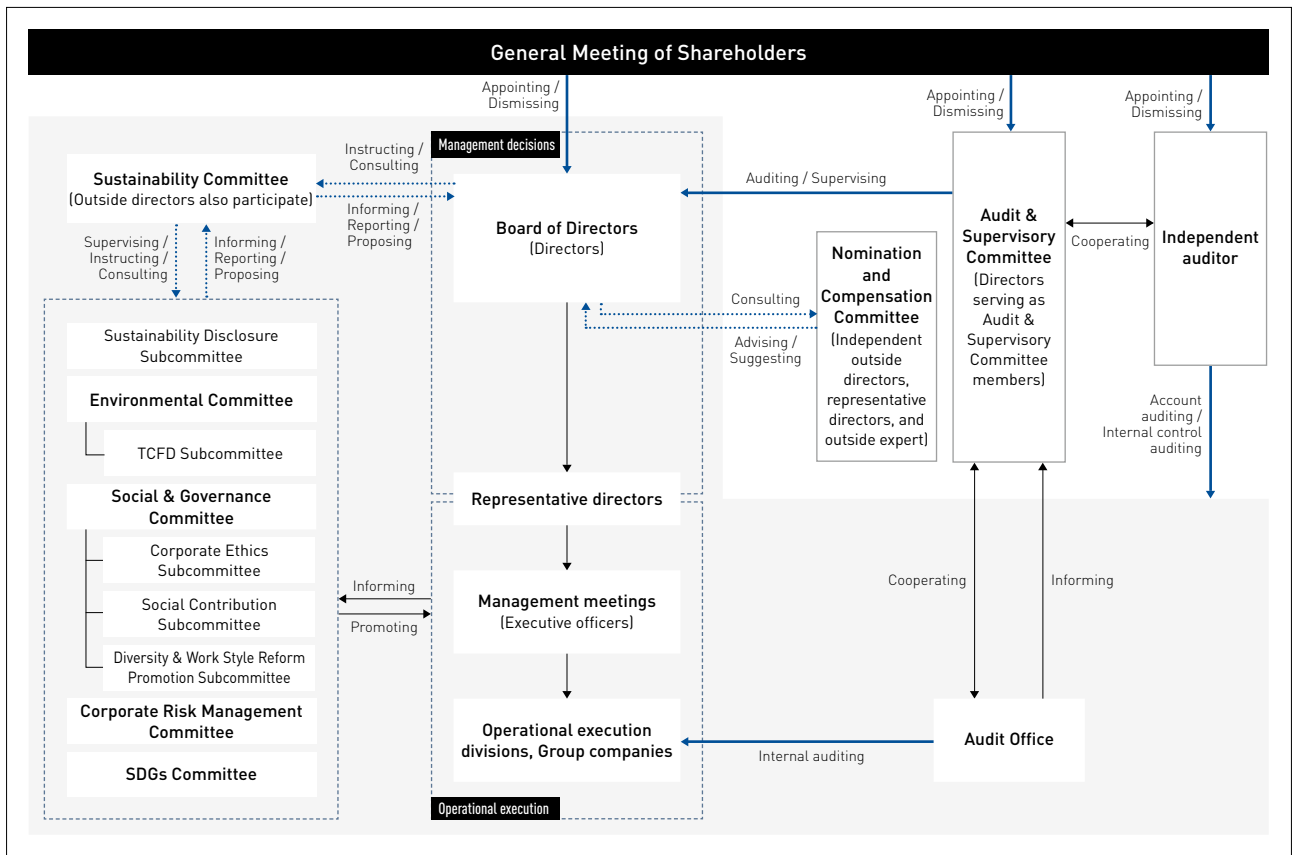 General Meeting of Shareholders
Appointing /
Dismissing
Appointing /
Dismissing
Appointing /
Dismissing
Management decisions
Instructing /
Consulting
Informing /
Reporting /
Proposing
Sustainability Committee
(Outside directors also participate)
Supervising /
Instructing /
Consulting
Informing /
Reporting /
Proposing
Board of Directors
(Directors)
Auditing / Supervising
Consulting
Advising /
Suggesting
Nomination
and
Compensation
Committee
(Independent
outside
directors,
representative
directors, and
outside expert)
Audit &
Supervisory
Committee
(Directors
serving as
Audit &
Supervisory
Committee
members)
Cooperating
Independent
auditor
Account
auditing /
Internal control
auditing
Sustainability Disclosure
Subcommittee
Environmental Committee
TCFD Subcommittee
Social & Governance
Committee
Corporate Ethics
Subcommittee
Social Contribution
Subcommittee
Diversity & Work Style Reform
Promotion Subcommittee
Corporate Risk Management
Committee
SDGs Committee
Informing
Promoting
Representative directors
Management meetings
(Executive officers)
Operational execution
divisions, Group companies
Operational execution
Internal auditing
Cooperating
Informing
Audit Office